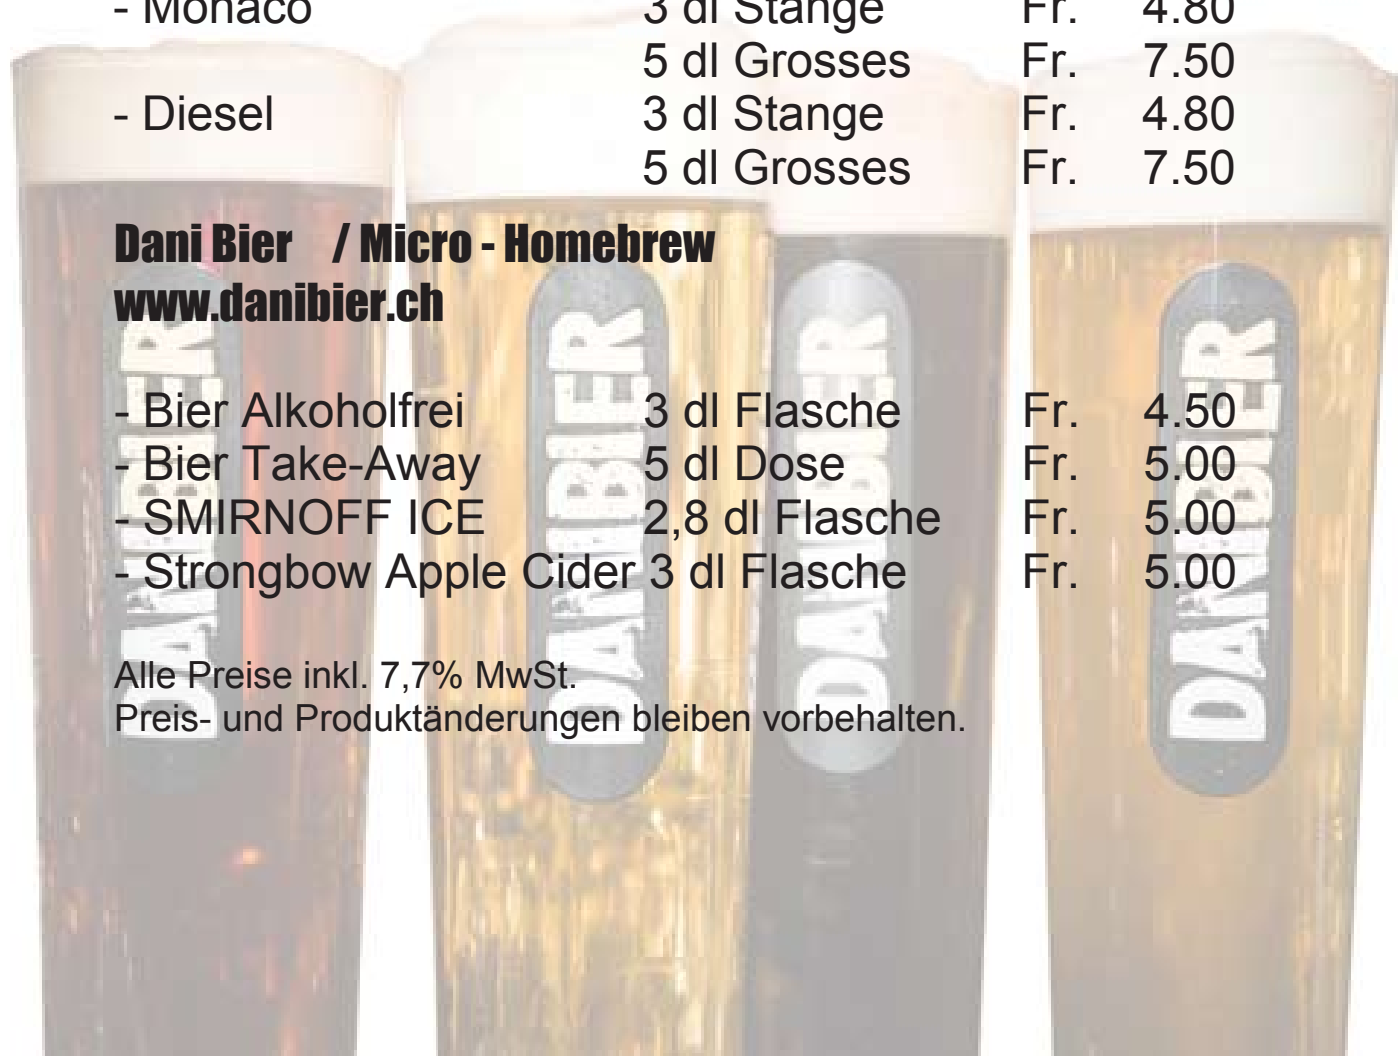 - Monaco 3 dl Stange Fr. 4.80
5 dl Grosses Fr. 7.50
- Diesel 3 dl Stange Fr. 4.80
5 dl Grosses Fr. 7.50
Dani Bier / Micro - Homebrew
www.danibier.ch
- Bier Alkoholfrei 3 dl Flasche Fr. 4.50
- Bier Take-Away 5 dl Dose Fr. 5.00
- SMIRNOFF ICE 2,8 dl Flasche Fr. 5.00
- Strongbow Apple Cider 3 dl Flasche Fr. 5.00
Alle Preise inkl. 7,7% MwSt.
Preis- und Produktänderungen bleiben vorbehalten.
DANIBIER
DANIBIER
DANIBIER
DANIBIER